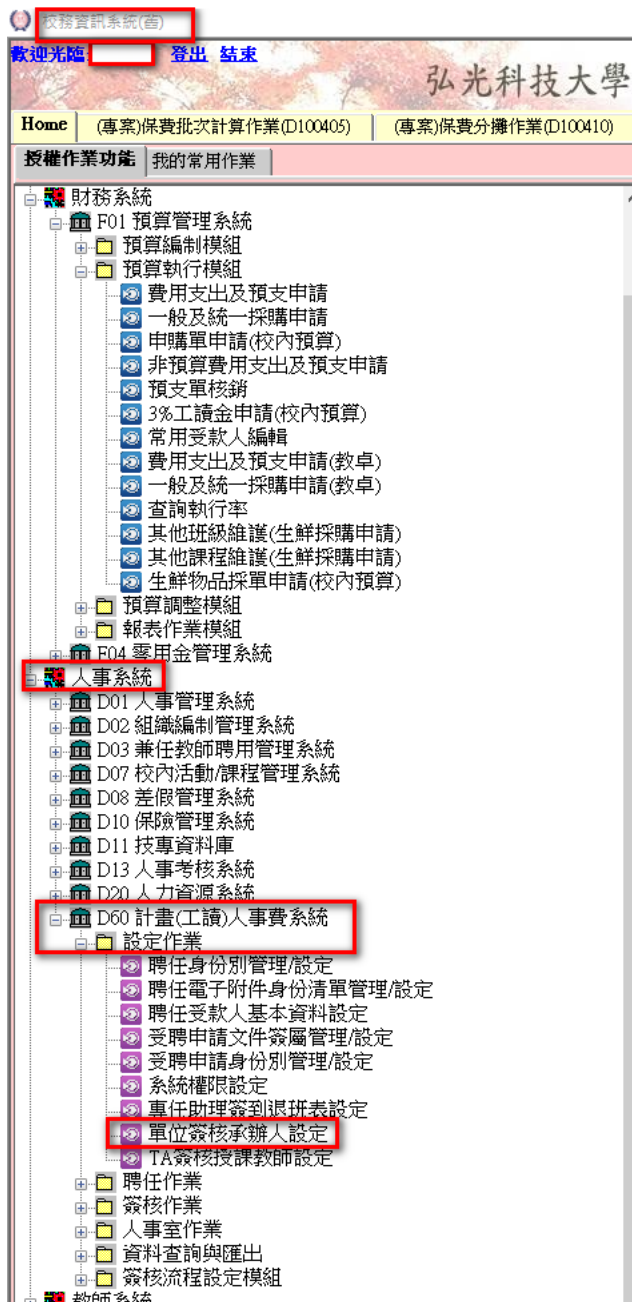 校務資訊系統(舊)
歡迎光臨 登出 結束
弘光科技大學
Home (專案)保費批次計算作業(D100405) (專案)保費分攤作業(D100410)
授權作業功能 我的常用作業
財務系統
F01 預算管理系統
預算編制模組
預算執行模組
費用支出及預支申請
一般及統一採購申請
申購單申請(校內預算)
非預算費用支出及預支申請
預支單核銷
3%工讀金申請(校內預算)
常用受款人編輯
費用支出及預支申請(教卓)
一般及統一採購申請(教卓)
查詢執行率
其他班級維護(生鮮採購申請)
其他課程維護(生鮮採購申請)
生鮮物品採單申請(校內預算)
預算調整模組
報表作業模組
F04 零用金管理系統
人事系統
D01 人事管理系統
D02 組織編制管理系統
D03 兼任教師聘用管理系統
D07 校內活動/課程管理系統
D08 差假管理系統
D10 保險管理系統
D11 技專資料庫
D13 人事考核系統
D20 人力資源系統
D60 計畫(工讀)人事費系統
設定作業
聘任身份別管理/設定
聘任電子附件身份清單管理/設定
聘任受款人基本資料設定
受聘申請文件簽屬管理/設定
受聘申請身份別管理/設定
系統權限設定
專任助理簽到退班表設定
單位簽核承辦人設定
TA簽核授課教師設定
聘任作業
簽核作業
人事室作業
資料查詢與匯出
簽核流程設定模組
教師系統